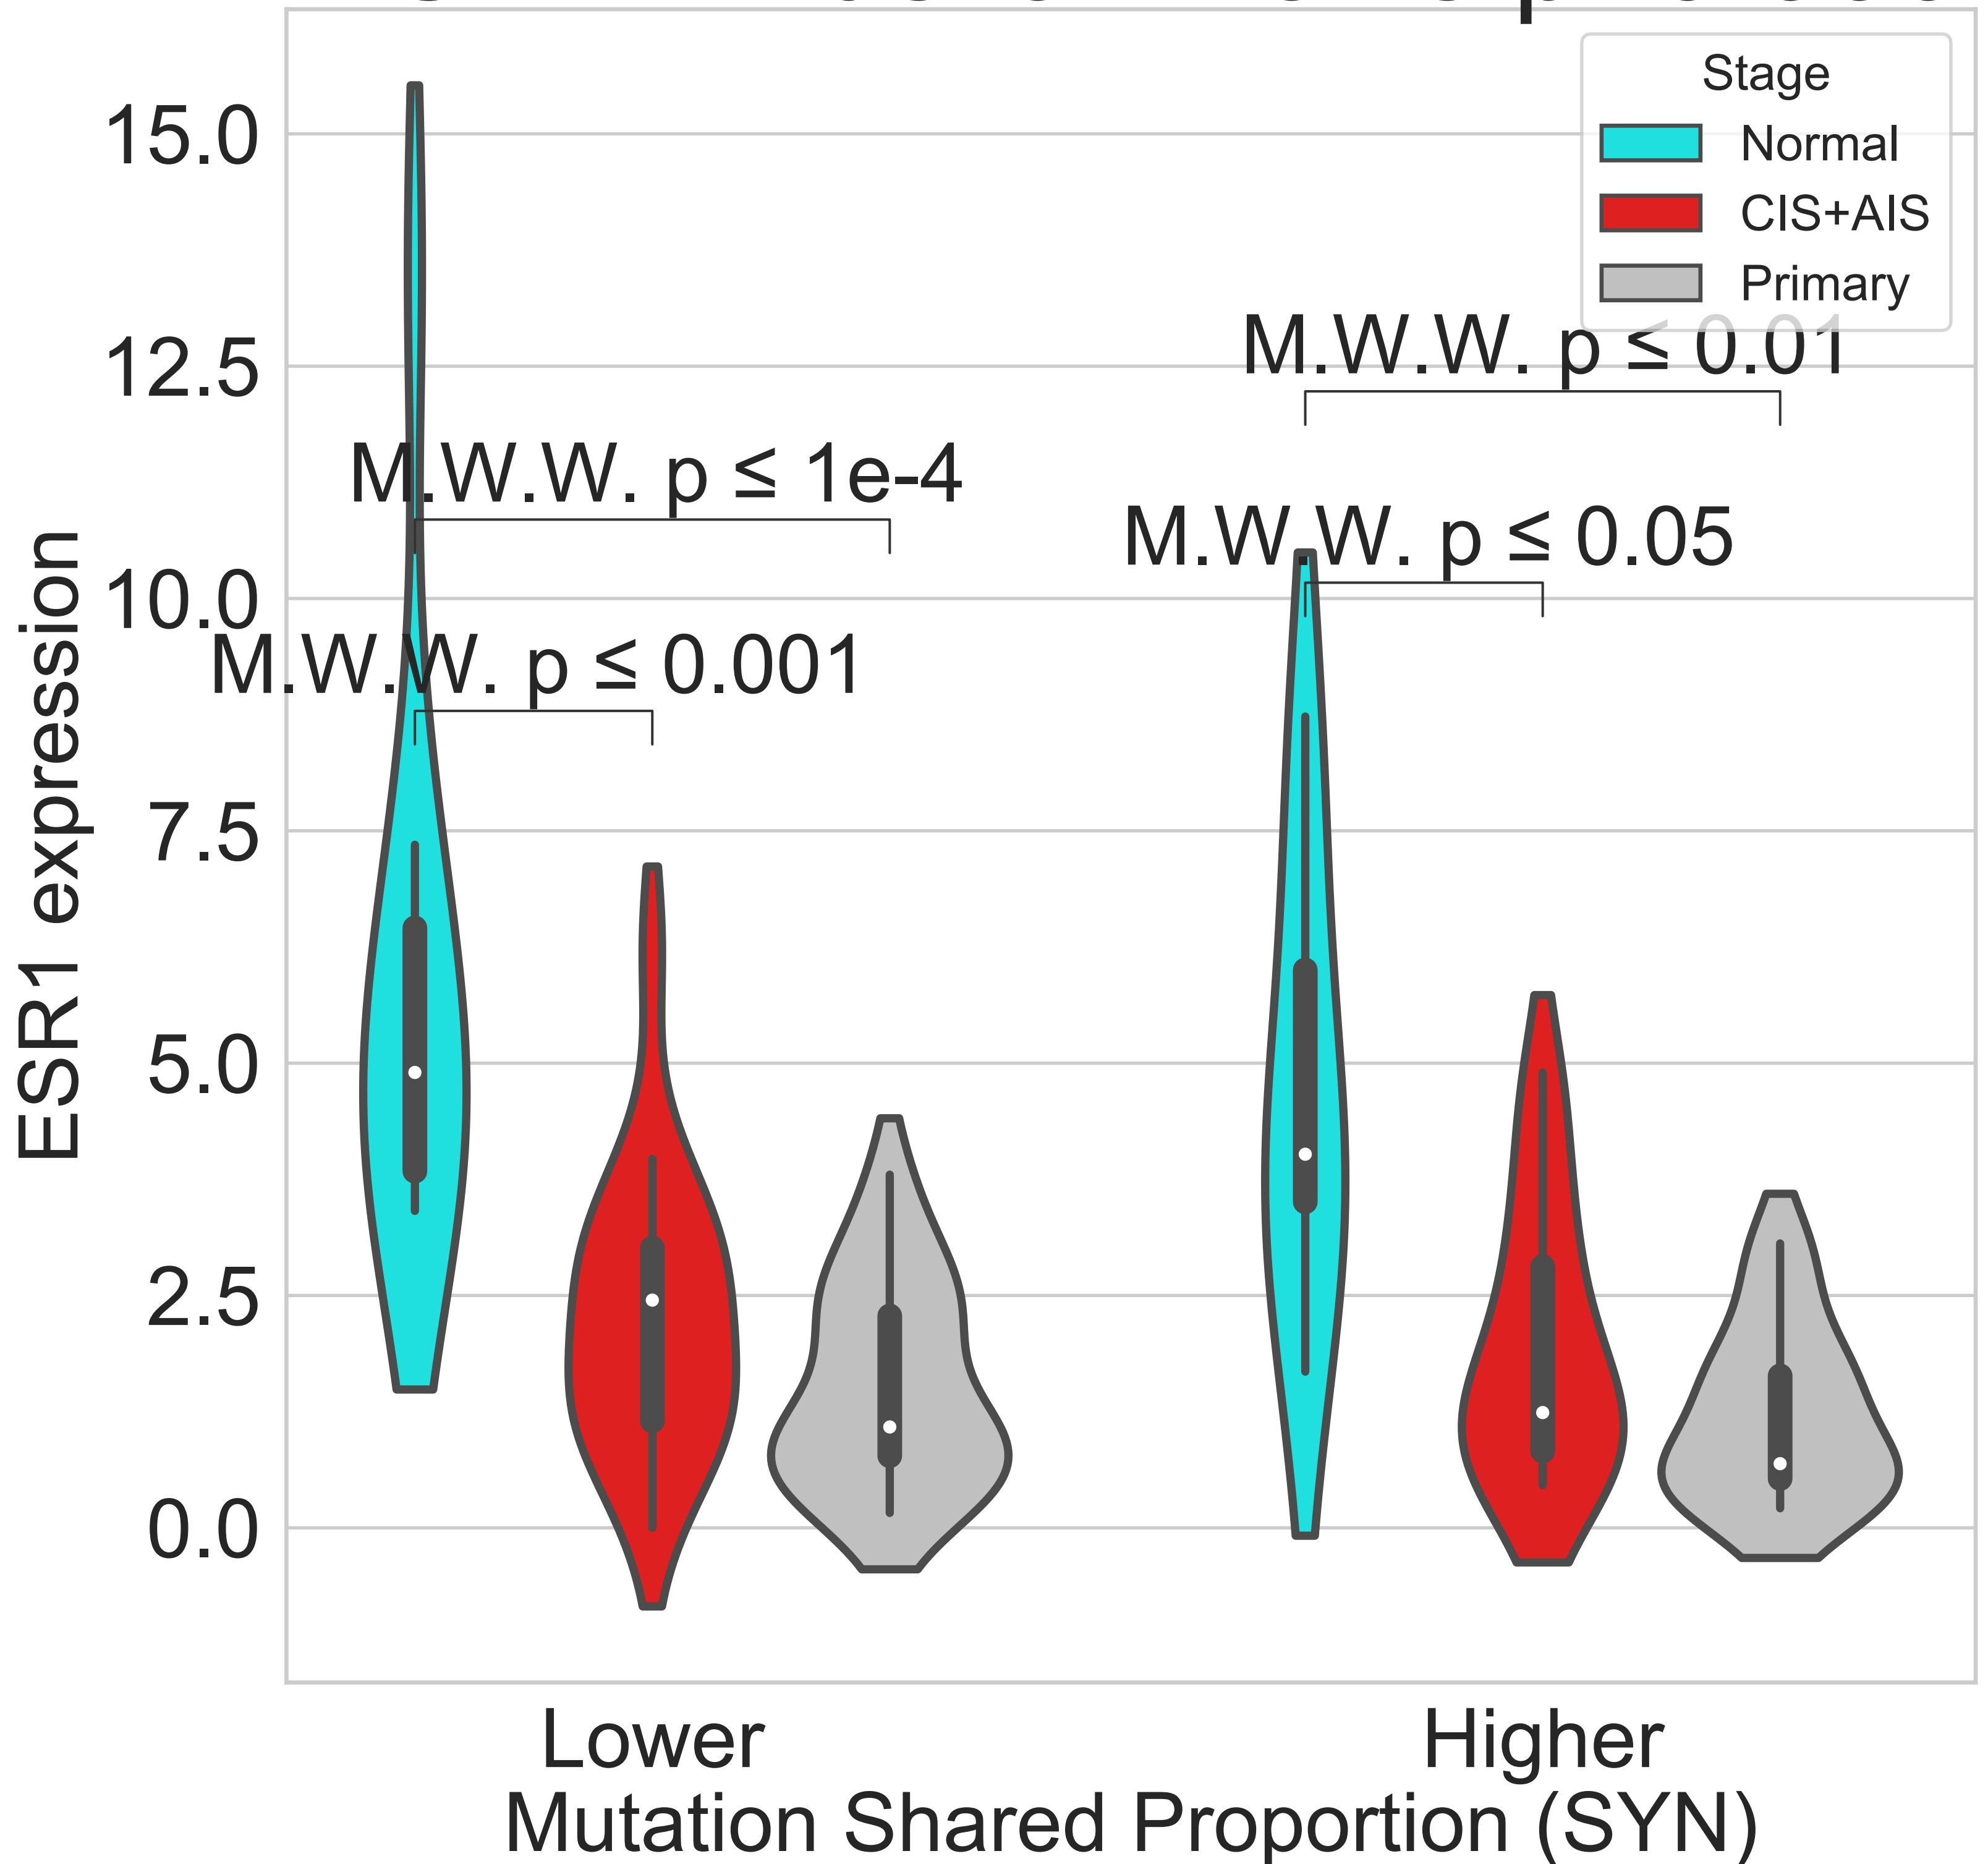 Stage
Normal
CIS+AIS
Primary
15.0
12.5
10.0
7.5
5.0
2.5
0.0
ESR1 expression
M.W.W. p ≤ 0.01
M.W.W. p ≤ 1e-4
M.W.W. p ≤ 0.05
M.W.W. p ≤ 0.001
Lower
Higher
Mutation Shared Proportion (SYN)